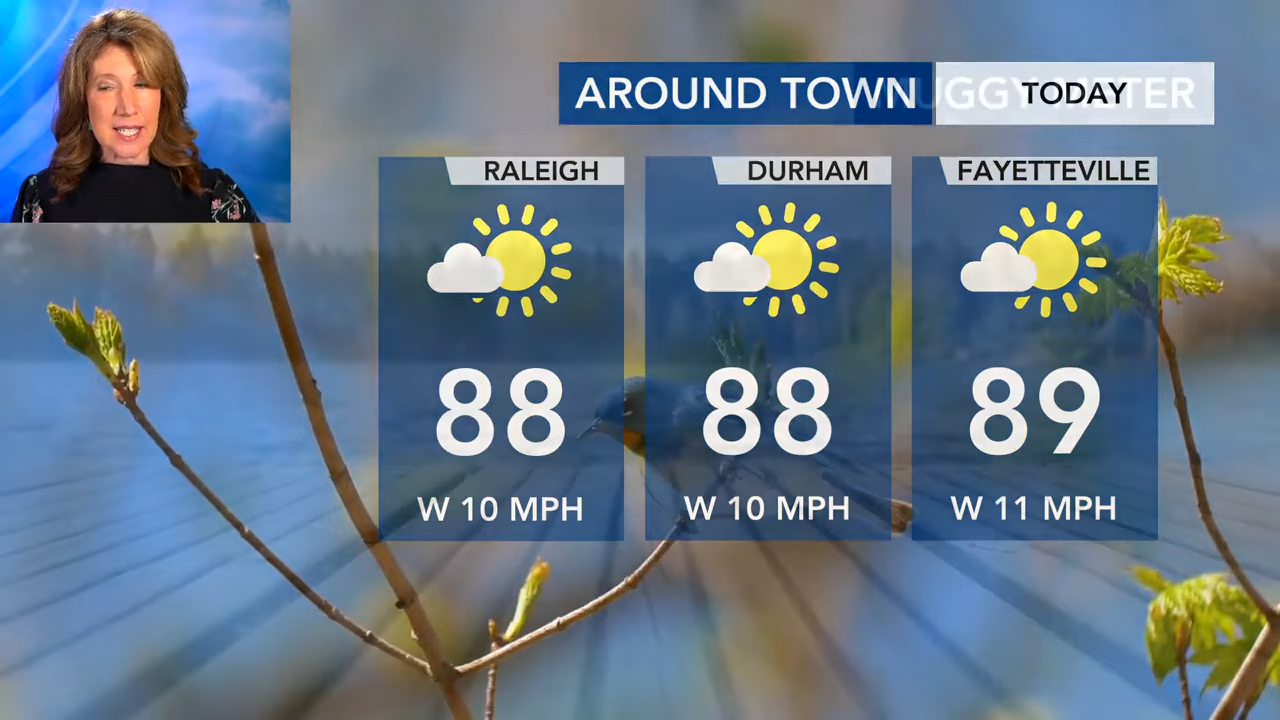 AROUND TOWN
TODAY
RALEIGH
DURHAM
FAYETTEVILLE
88
88
89
W 10 MPH
W 10 MPH
W 11 MPH